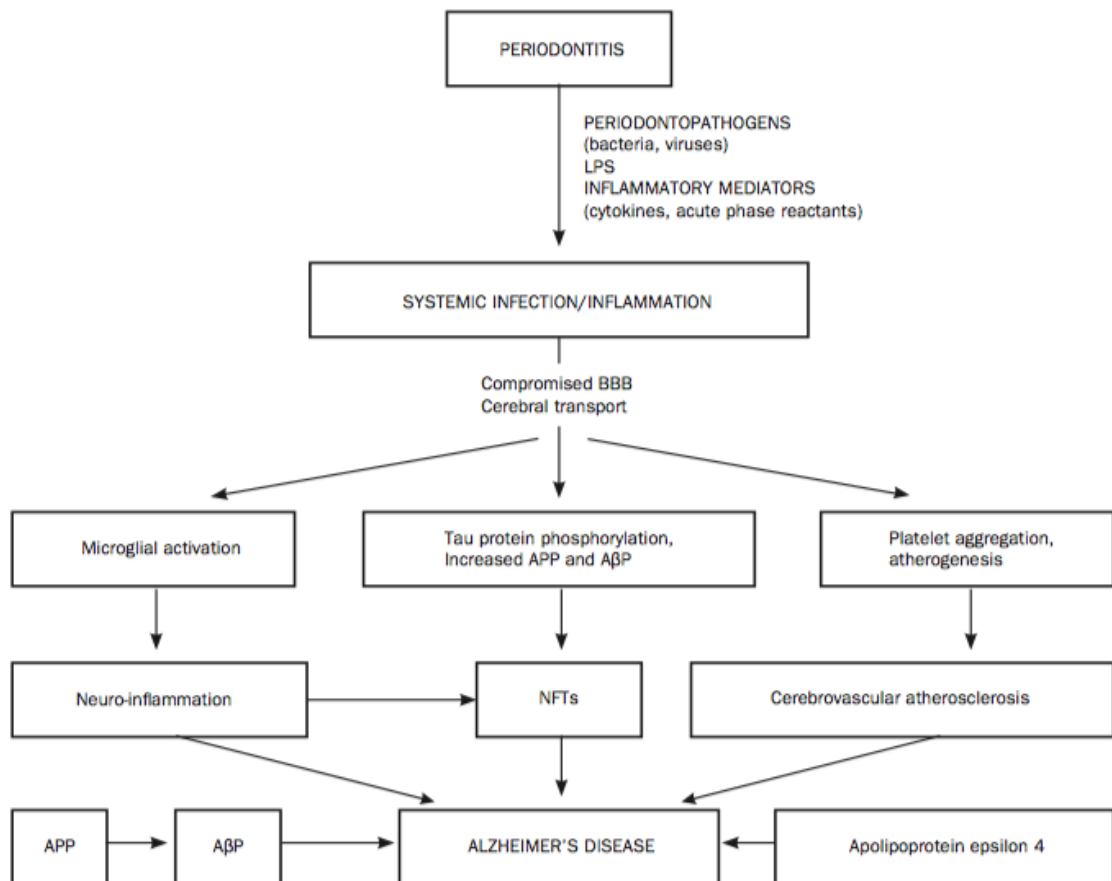 PERIODONTITIS
PERIODONTOPATHOGENS
(bacteria, viruses)
LPS
INFLAMMATORY MEDIATORS
(cytokines, acute phase reactants)
SYSTEMIC INFECTION/INFLAMMATION
Compromised BBB
Cerebral transport
Microglial activation
Tau protein phosphorylation,
Increased APP and AβP
Platelet aggregation,
atherogenesis
Neuro-inflammation
NFTs
Cerebrovascular atherosclerosis
APP
AβP
ALZHEIMER'S DISEASE
Apolipoprotein epsilon 4